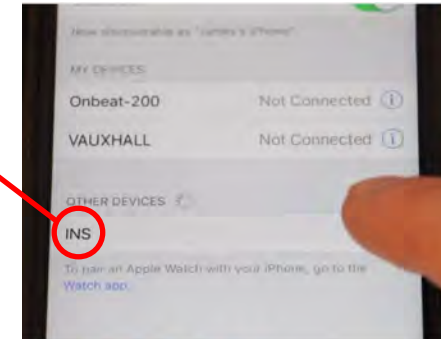 Now discoverable as "James's iPhone".
MY DEVICES
Onbeat-200 Not Connected
VAUXHALL Not Connected
OTHER DEVICES
INS
To pair an Apple Watch with your iPhone, go to the
Watch app.